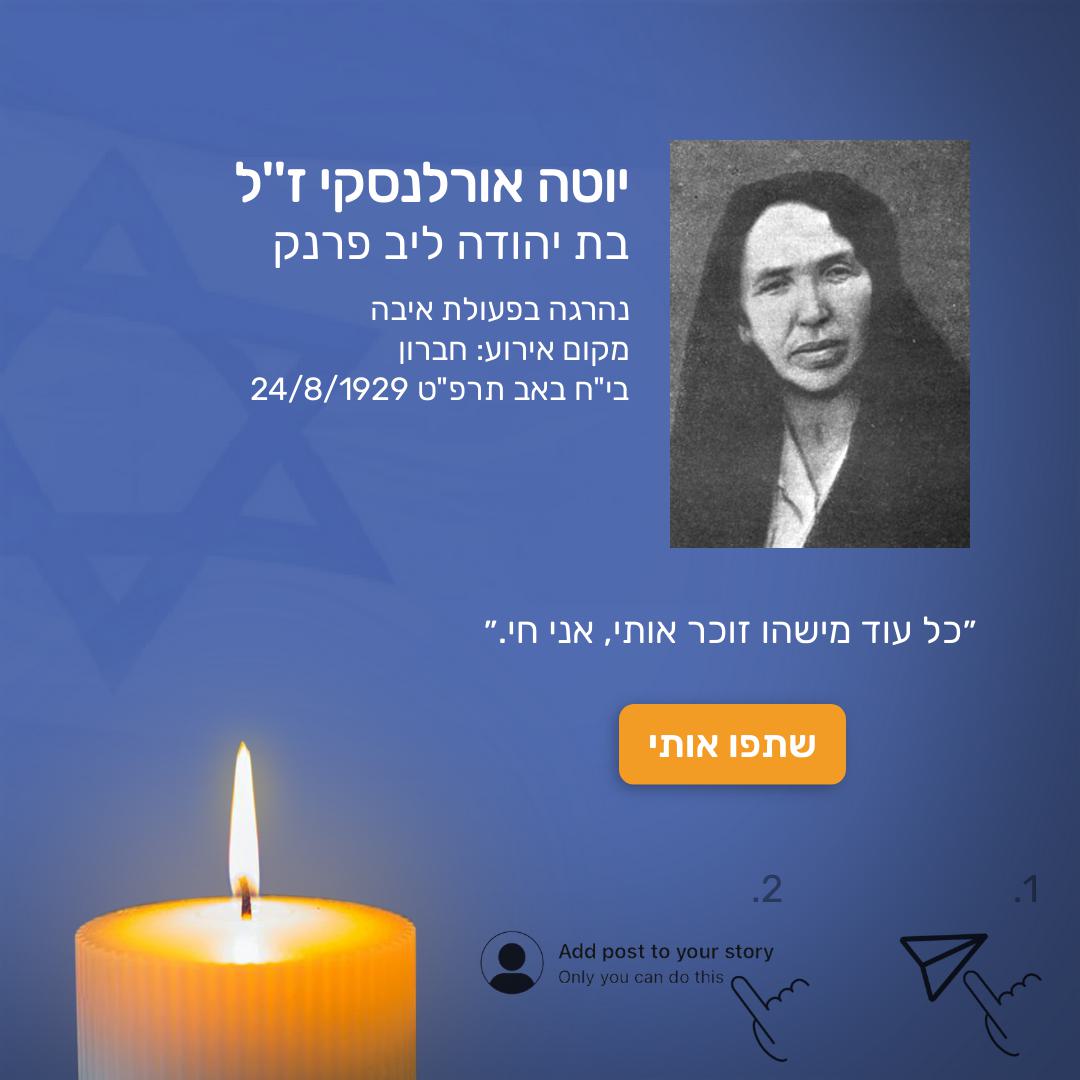 יוטה אורלנסקי ז"ל
בת יהודה ליב פרנק
נהרגה בפעולת איבה
מקום אירוע: חברון
בי"ח באב תרפ"ט 24/8/1929
״כל עוד מישהו זוכר אותי, אני חי.״
שתפו אותי
1.
2.
Add post to your story
Only you can do this